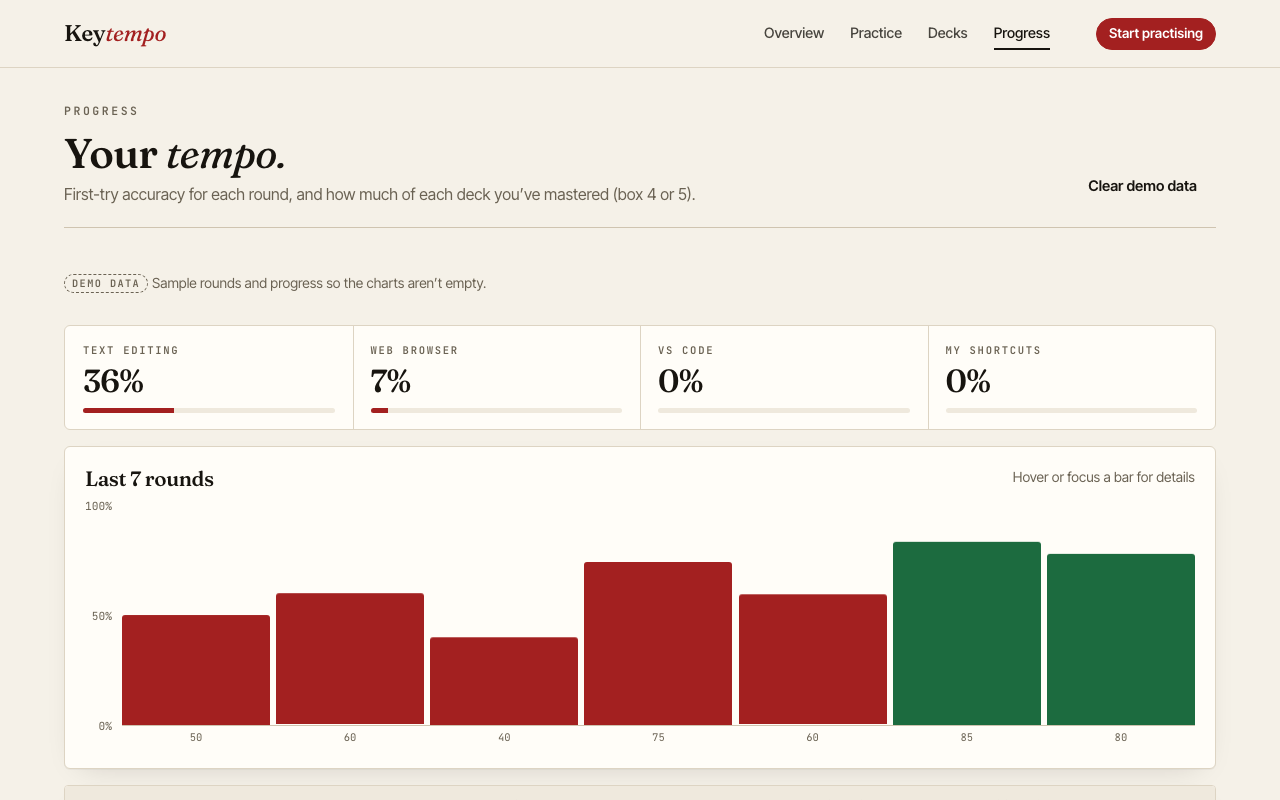 Keytempo
Overview Practice Decks Progress Start practising
PROGRESS
Your tempo.
First-try accuracy for each round, and how much of each deck you’ve mastered (box 4 or 5).
Clear demo data
DEMO DATA Sample rounds and progress so the charts aren’t empty.
TEXT EDITING
36%
WEB BROWSER
7%
VS CODE
0%
MY SHORTCUTS
0%
Last 7 rounds
Hover or focus a bar for details
100%
50%
0%
50 60 40 75 60 85 80